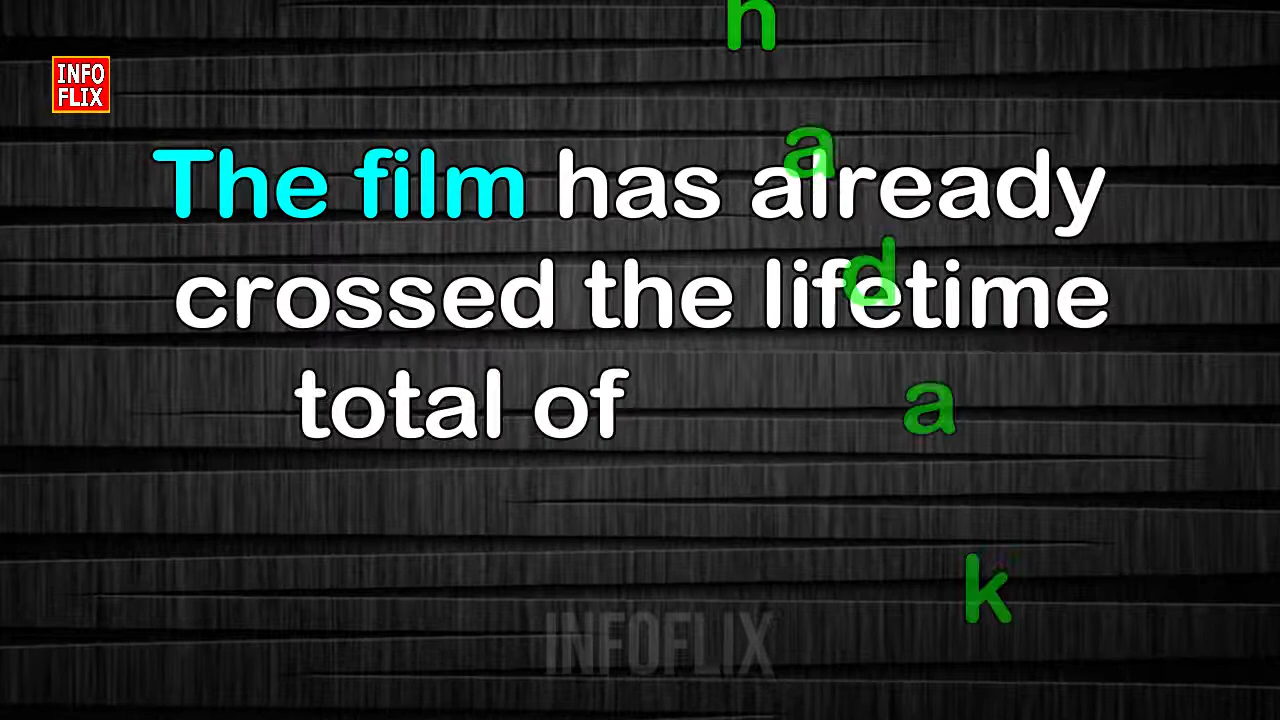 INFO
FLIX
The film has already
crossed the lifetime
total of
h
a
d
a
k
INFOFLIX